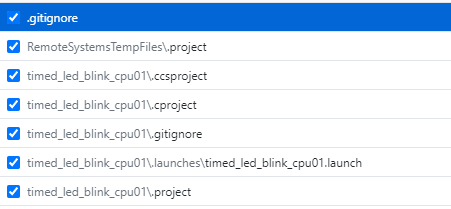 .gitignore
RemoteSystemsTempFiles\.project
timed_led_blink_cpu01\.ccsproject
timed_led_blink_cpu01\.cproject
timed_led_blink_cpu01\.gitignore
timed_led_blink_cpu01\.launches\timed_led_blink_cpu01.launch
timed_led_blink_cpu01\.project